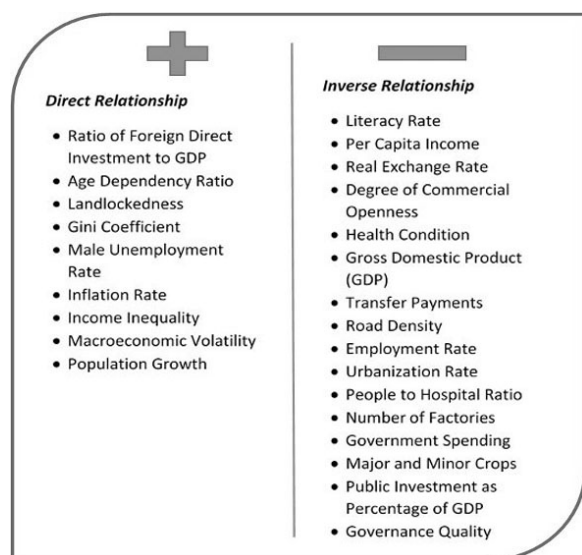 Direct Relationship
Ratio of Foreign Direct
Investment to GDP
Age Dependency Ratio
Landlockedness
Gini Coefficient
Male Unemployment
Rate
Inflation Rate
Income Inequality
Macroeconomic Volatility
Population Growth
Inverse Relationship
Literacy Rate
Per Capita Income
Real Exchange Rate
Degree of Commercial
Openness
Health Condition
Gross Domestic Product
(GDP)
Transfer Payments
Road Density
Employment Rate
Urbanization Rate
People to Hospital Ratio
Number of Factories
Government Spending
Major and Minor Crops
Public Investment as
Percentage of GDP
Governance Quality